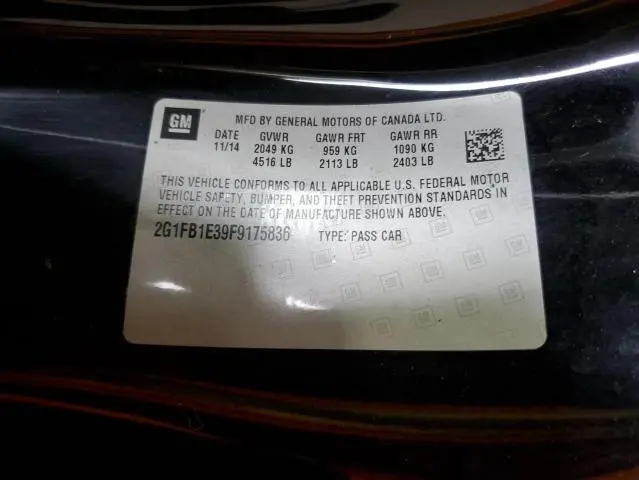 GM
MFD BY GENERAL MOTORS OF CANADA LTD.
DATE GVWR GAWR FRT GAWR RR
11/14 2049 KG 959 KG 1090 KG
4516 LB 2113 LB 2403 LB
THIS VEHICLE CONFORMS TO ALL APPLICABLE U.S. FEDERAL MOTOR
VEHICLE SAFETY, BUMPER, AND THEFT PREVENTION STANDARDS IN
EFFECT ON THE DATE OF MANUFACTURE SHOWN ABOVE.
2G1FB1E39F9175836 TYPE: PASS CAR